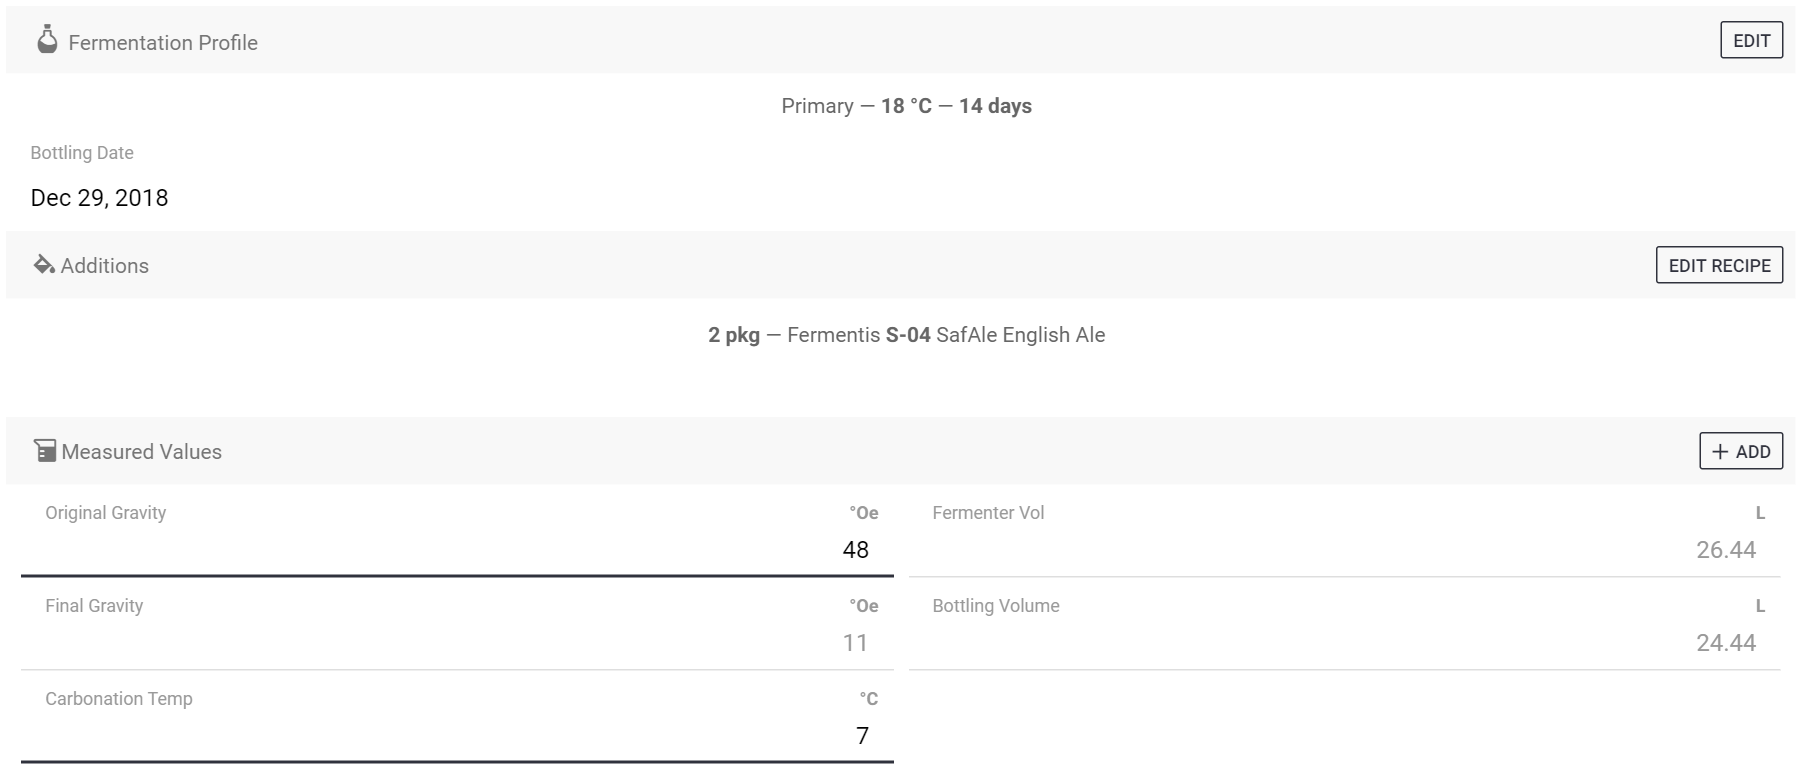 Fermentation Profile
EDIT
Primary — 18 °C — 14 days
Bottling Date
Dec 29, 2018
Additions
EDIT RECIPE
2 pkg — Fermentis S-04 SafAle English Ale
Measured Values
+ ADD
Original Gravity °Oe
48
Fermenter Vol L
26.44
Final Gravity °Oe
11
Bottling Volume L
24.44
Carbonation Temp °C
7